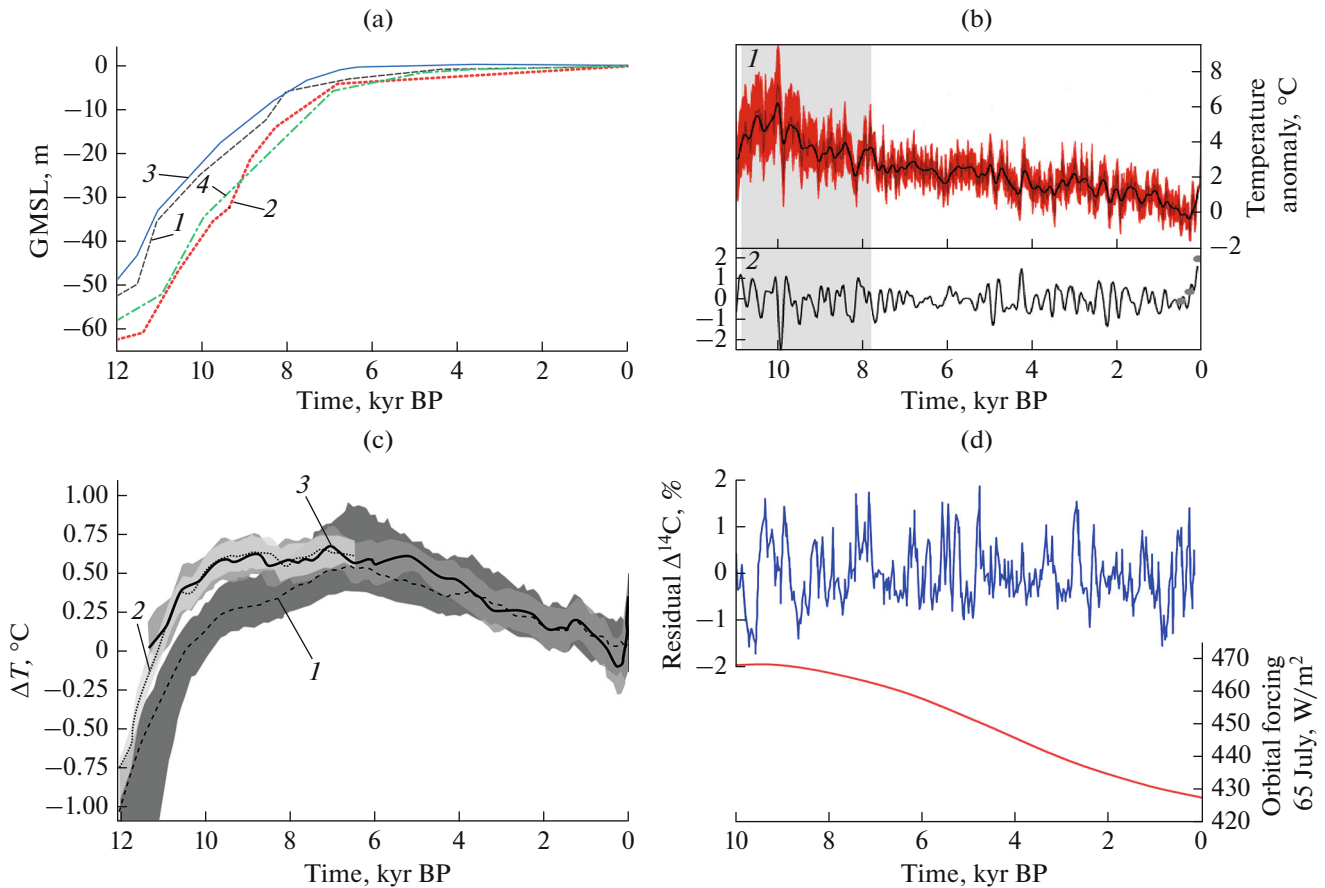 (a)
0
−10
−20
−30
−40
−50
−60
GMSL, m
3
1
4
2
12 10 8 6 4 2 0
Time, kyr BP
(b)
1
8
6
4
2
0
−2
Temperature
anomaly, °C
2
2
1
0
−1
−2
10 8 6 4 2 0
Time, kyr BP
(c)
1.00
0.75
0.50
0.25
0
−0.25
−0.50
−0.75
−1.00
ΔT, °C
3
2
1
12 10 8 6 4 2 0
Time, kyr BP
(d)
2
1
0
−1
−2
Residual Δ¹⁴C, %
470
460
450
440
430
420
Orbital forcing
65 July, W/m²
10 8 6 4 2 0
Time, kyr BP